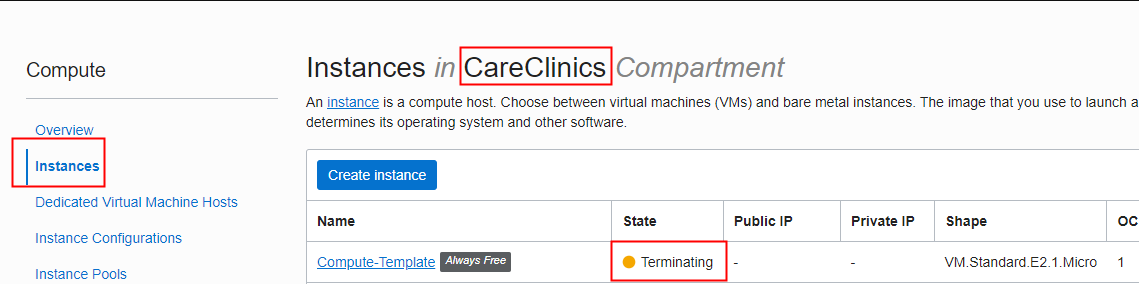 Compute
Overview
Instances
Dedicated Virtual Machine Hosts
Instance Configurations
Instance Pools
Instances in CareClinics Compartment
An instance is a compute host. Choose between virtual machines (VMs) and bare metal instances. The image that you use to launch a
determines its operating system and other software.
Create instance
Name State Public IP Private IP Shape OC
Compute-Template Always Free Terminating - - VM.Standard.E2.1.Micro 1